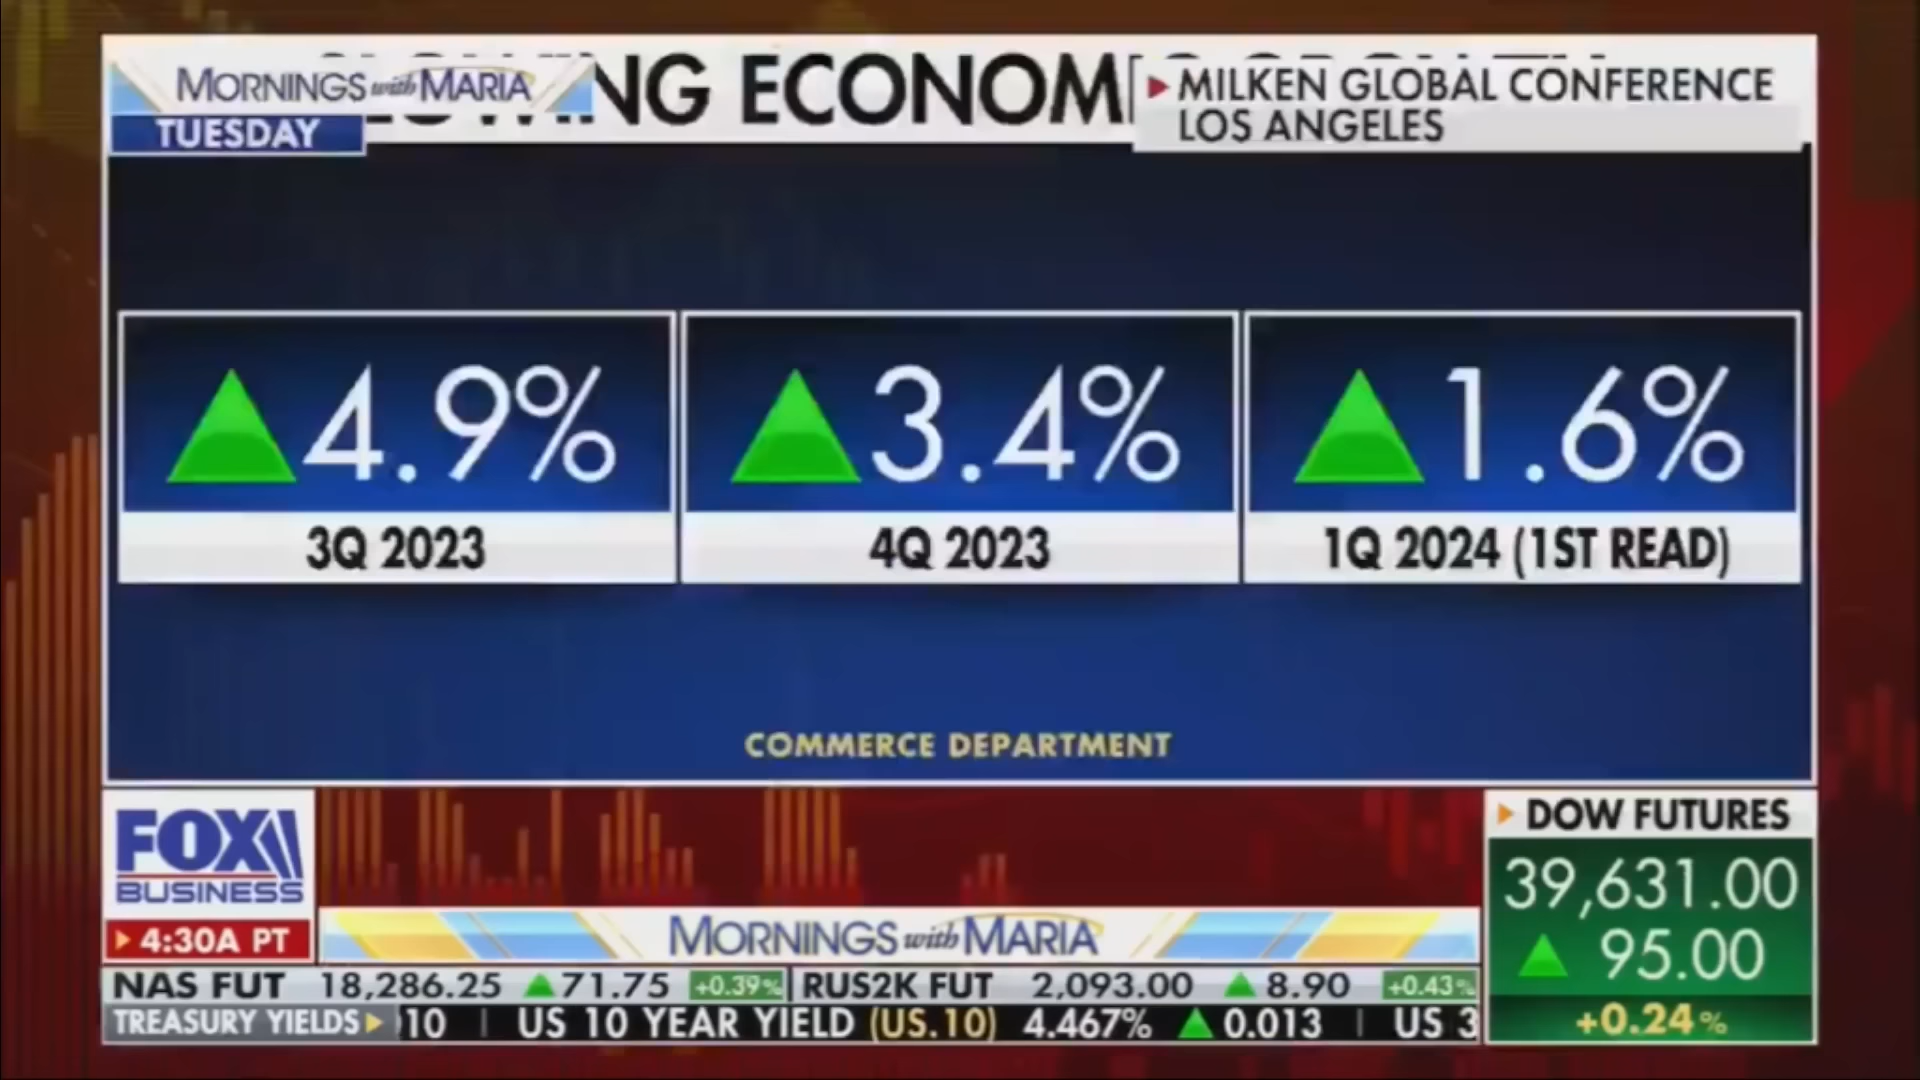 MORNINGS with MARIA
TUESDAY
NG ECONOM
MILKEN GLOBAL CONFERENCE
LOS ANGELES
4.9%
3Q 2023
3.4%
4Q 2023
1.6%
1Q 2024 (1ST READ)
COMMERCE DEPARTMENT
FOX
BUSINESS
4:30A PT
MORNINGS with MARIA
DOW FUTURES
39,631.00
95.00
+0.24%
NAS FUT 18,286.25 71.75 +0.39% RUS2K FUT 2,093.00 8.90 +0.43%
TREASURY YIELDS 10 | US 10 YEAR YIELD (US.10) 4.467% 0.013 | US 3